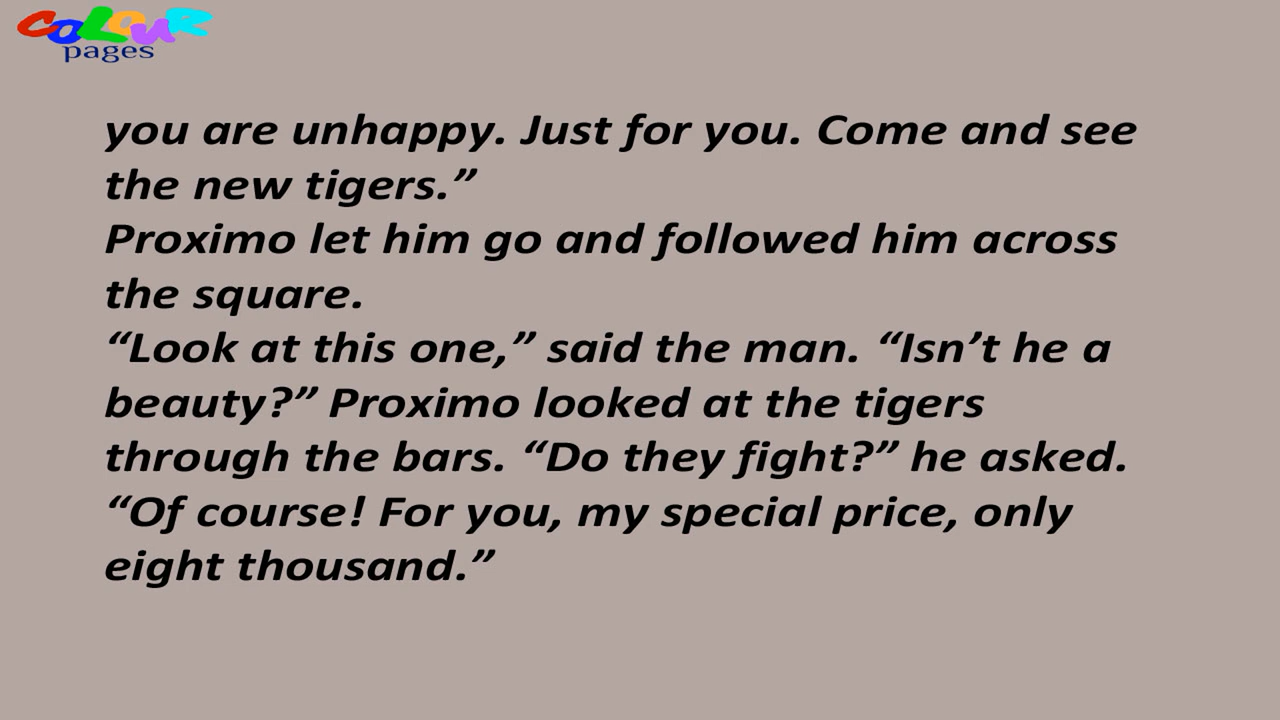 COLOUR
pages
you are unhappy. Just for you. Come and see
the new tigers.”
Proximo let him go and followed him across
the square.
“Look at this one,” said the man. “Isn’t he a
beauty?” Proximo looked at the tigers
through the bars. “Do they fight?” he asked.
“Of course! For you, my special price, only
eight thousand.”